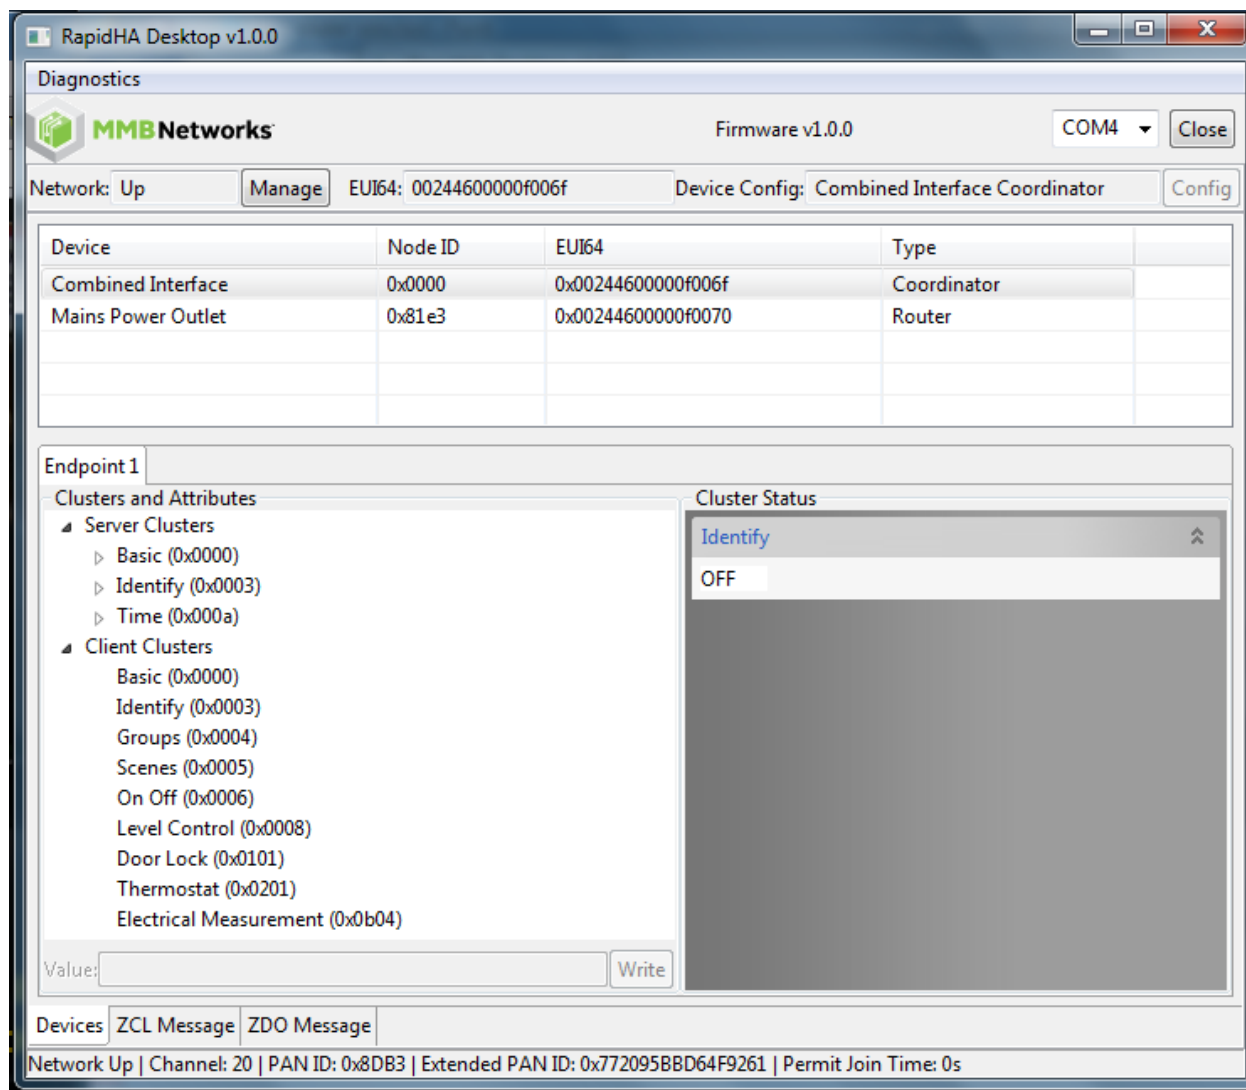 RapidHA Desktop v1.0.0
Diagnostics
MMB Networks Firmware v1.0.0 COM4 Close
Network: Up Manage EUI64: 00244600000f006f Device Config: Combined Interface Coordinator Config
Device Node ID EUI64 Type
Combined Interface 0x0000 0x00244600000f006f Coordinator
Mains Power Outlet 0x81e3 0x00244600000f0070 Router
Endpoint 1
Clusters and Attributes
Server Clusters
Basic (0x0000)
Identify (0x0003)
Time (0x000a)
Client Clusters
Basic (0x0000)
Identify (0x0003)
Groups (0x0004)
Scenes (0x0005)
On Off (0x0006)
Level Control (0x0008)
Door Lock (0x0101)
Thermostat (0x0201)
Electrical Measurement (0x0b04)
Value: Write
Cluster Status
Identify
OFF
Devices ZCL Message ZDO Message
Network Up | Channel: 20 | PAN ID: 0x8DB3 | Extended PAN ID: 0x772095BBD64F9261 | Permit Join Time: 0s